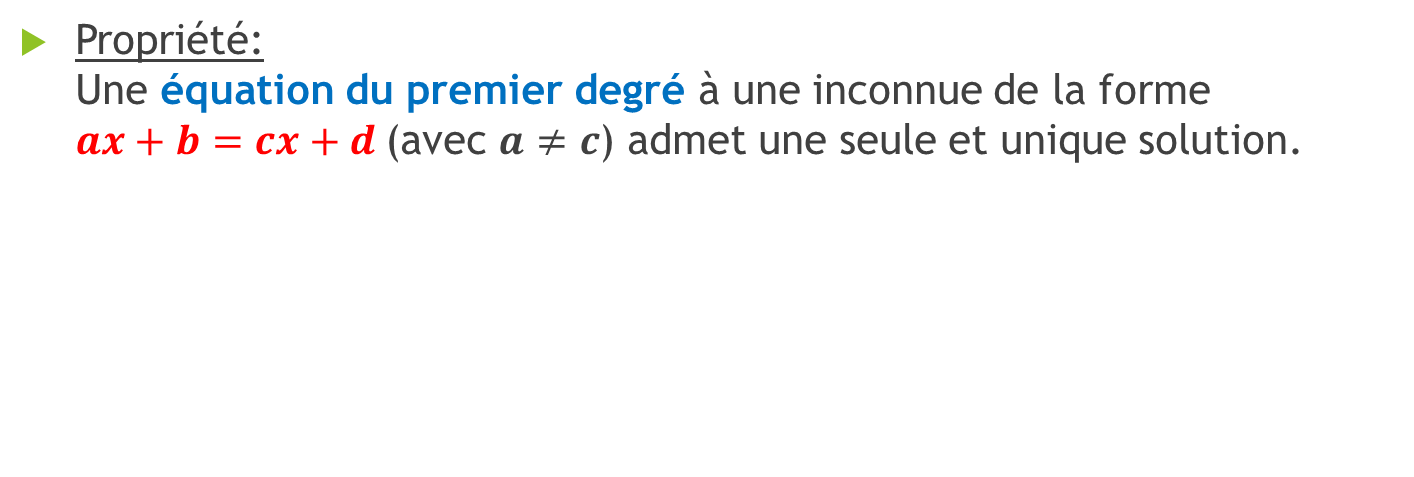 Propriété:
Une équation du premier degré à une inconnue de la forme
ax + b = cx + d (avec a ≠ c) admet une seule et unique solution.